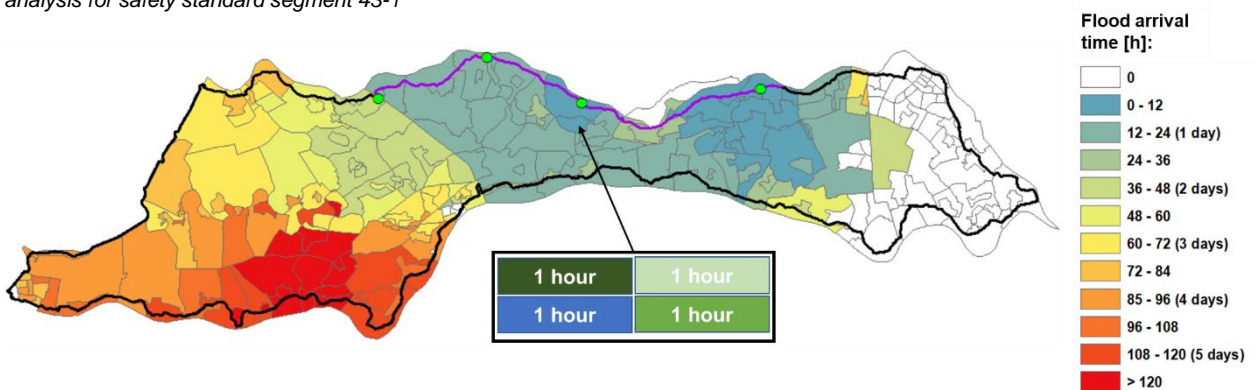 analysis for safety standard segment 43-1
Flood arrival
time [h]:
0
0 - 12
12 - 24 (1 day)
24 - 36
36 - 48 (2 days)
48 - 60
60 - 72 (3 days)
72 - 84
85 - 96 (4 days)
96 - 108
108 - 120 (5 days)
> 120
1 hour 1 hour
1 hour 1 hour